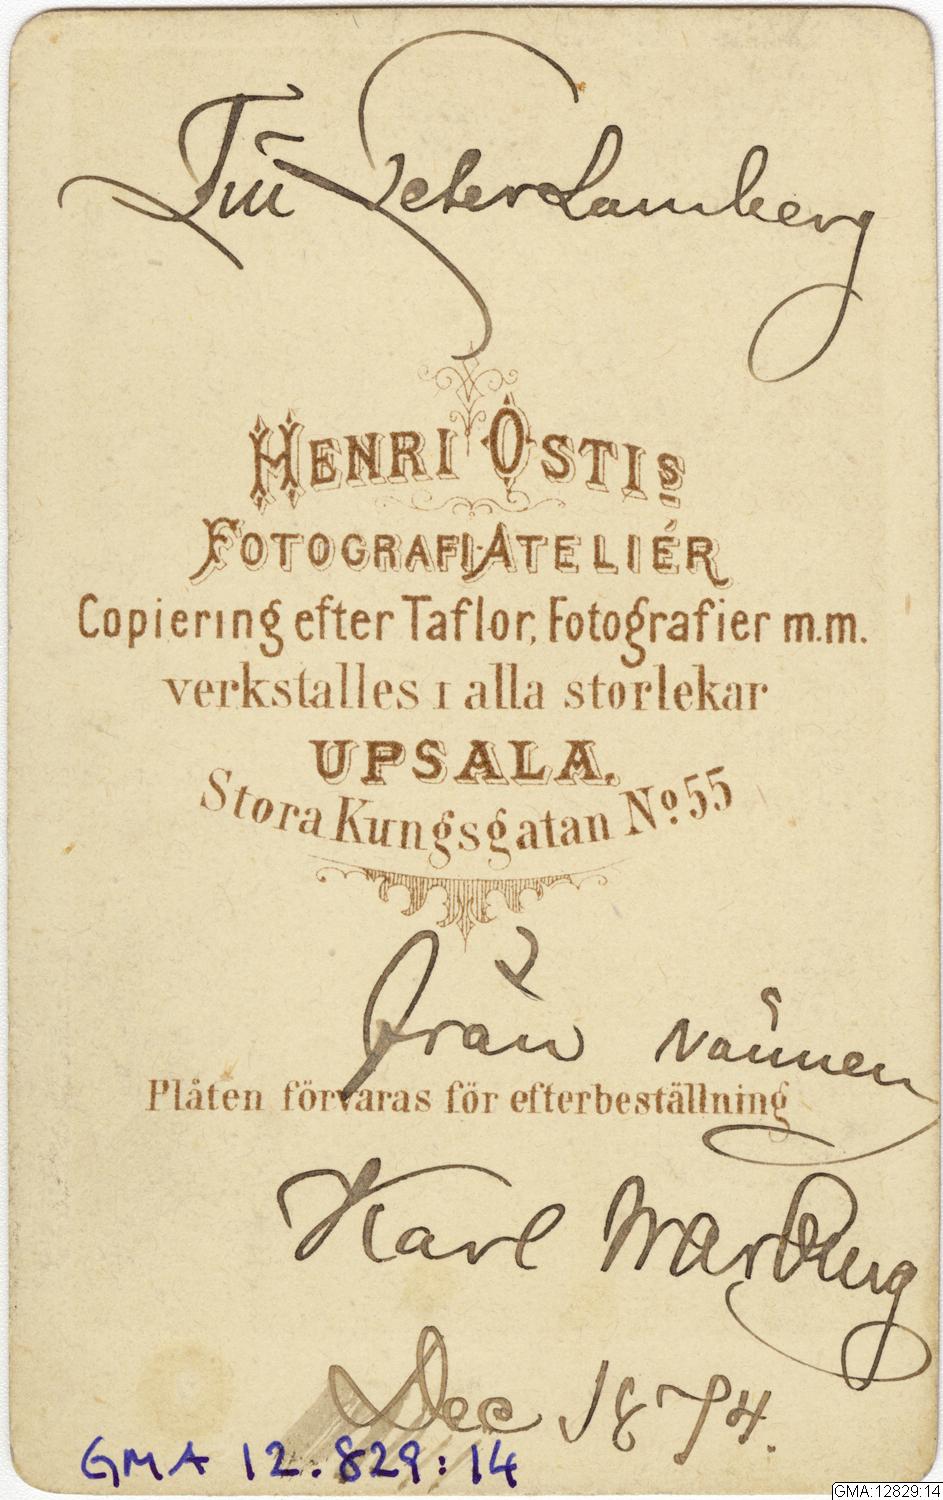 Till Peter Lamberg
HENRI OSTIS
FOTOGRAFI-ATELIÉR
Copiering efter Taflor, Fotografier m.m.
verkstalles i alla storlekar
UPSALA.
Stora Kungsgatan No. 55
från vännen
Plåten förvaras för efterbeställning
Karl Warburg
Dec 1874.
GMA 12.829:14
GMA:12829:14